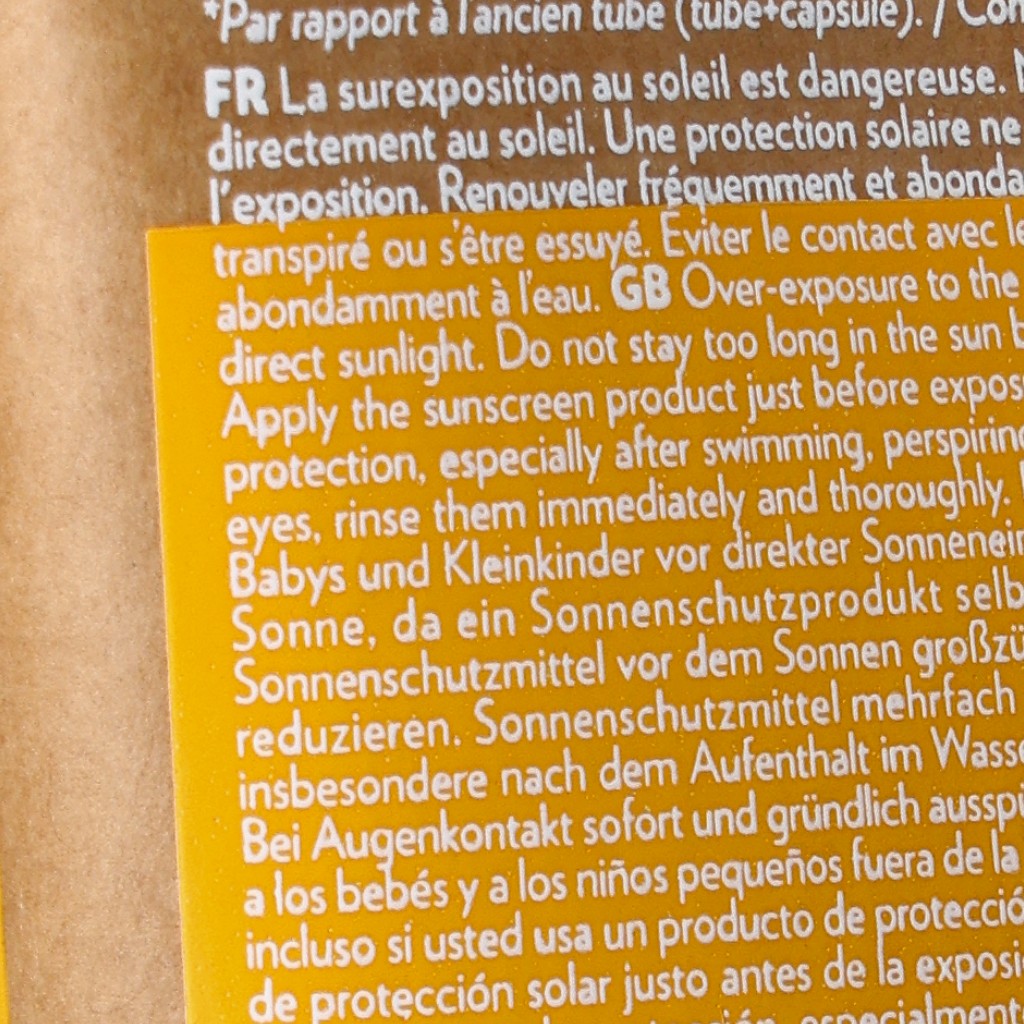 *Par rapport à l'ancien tube (tube+capsule). / Con
FR La surexposition au soleil est dangereuse. N
directement au soleil. Une protection solaire ne
l'exposition. Renouveler fréquemment et abonda
transpiré ou s'être essuyé. Éviter le contact avec le
abondamment à l'eau. GB Over-exposure to the
direct sunlight. Do not stay too long in the sun b
Apply the sunscreen product just before expos
protection, especially after swimming, perspiring
eyes, rinse them immediately and thoroughly.
Babys und Kleinkinder vor direkter Sonnenein
Sonne, da ein Sonnenschutzprodukt selb
Sonnenschutzmittel vor dem Sonnen großzü
reduzieren. Sonnenschutzmittel mehrfach
insbesondere nach dem Aufenthalt im Wasse
Bei Augenkontakt sofort und gründlich ausspü
a los bebés y a los niños pequeños fuera de la
incluso si usted usa un producto de protecció
de protección solar justo antes de la exposi
especialment